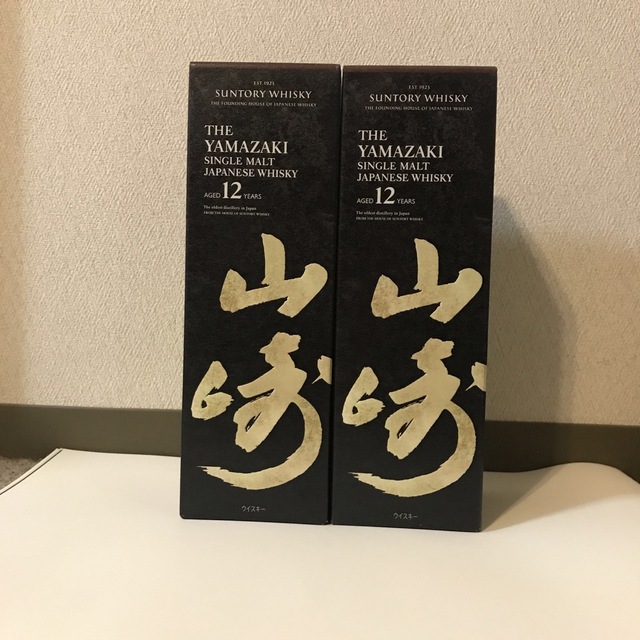 EST. 1923
SUNTORY WHISKY
THE FOUNDING HOUSE OF JAPANESE WHISKY
THE
YAMAZAKI
SINGLE MALT
JAPANESE WHISKY
AGED 12 YEARS
The oldest distillery in Japan
FROM THE HOUSE OF SUNTORY WHISKY
山
崎
ウイスキー
EST. 1923
SUNTORY WHISKY
THE FOUNDING HOUSE OF JAPANESE WHISKY
THE
YAMAZAKI
SINGLE MALT
JAPANESE WHISKY
AGED 12 YEARS
The oldest distillery in Japan
FROM THE HOUSE OF SUNTORY WHISKY
山
崎
ウイスキー